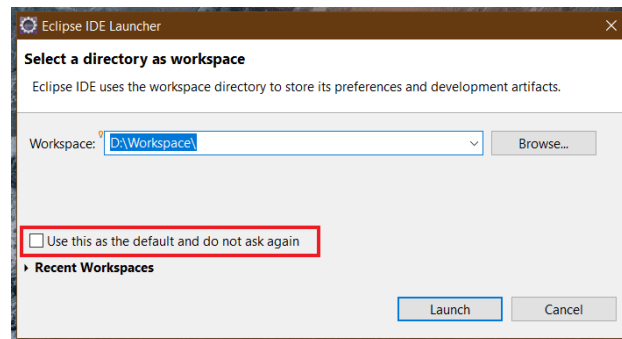 Eclipse IDE Launcher
Select a directory as workspace
Eclipse IDE uses the workspace directory to store its preferences and development artifacts.
Workspace: D:\Workspace\ Browse...
Use this as the default and do not ask again
Recent Workspaces
Launch Cancel